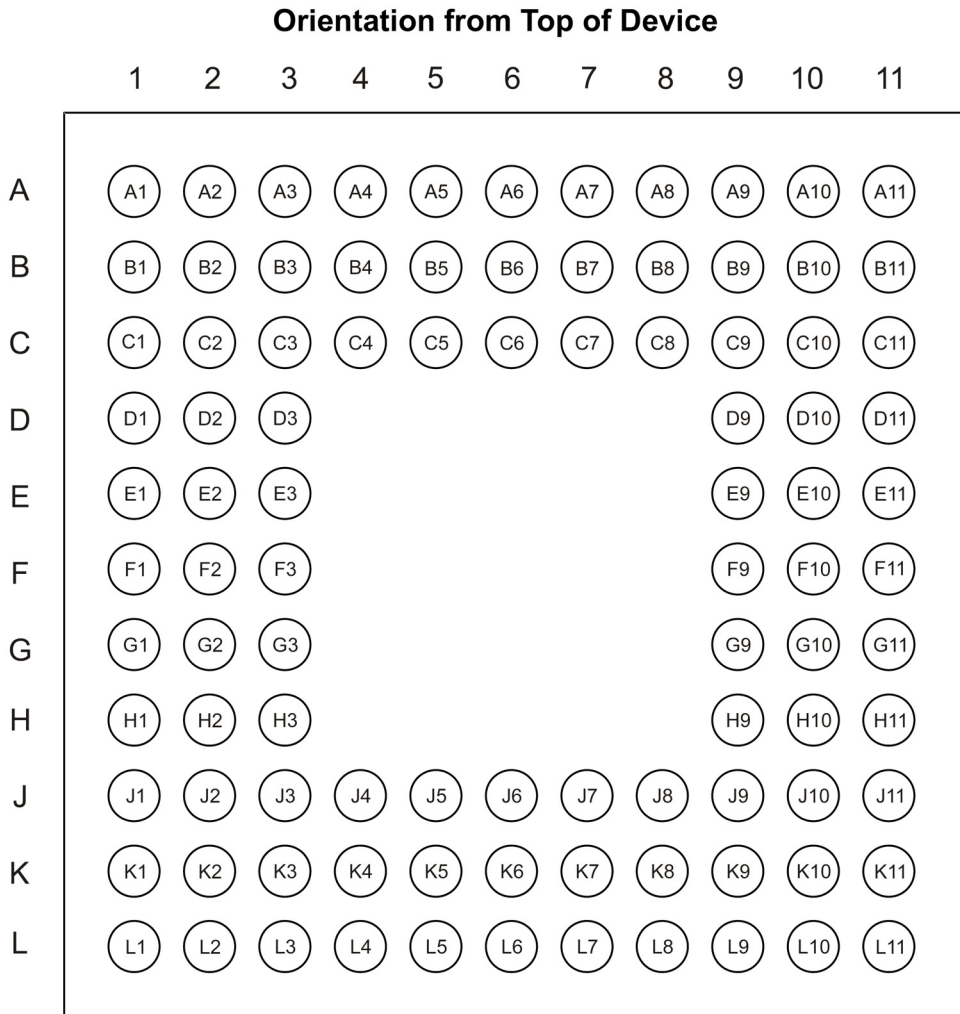 Orientation from Top of Device
1 2 3 4 5 6 7 8 9 10 11
A A1 A2 A3 A4 A5 A6 A7 A8 A9 A10 A11
B B1 B2 B3 B4 B5 B6 B7 B8 B9 B10 B11
C C1 C2 C3 C4 C5 C6 C7 C8 C9 C10 C11
D D1 D2 D3 D9 D10 D11
E E1 E2 E3 E9 E10 E11
F F1 F2 F3 F9 F10 F11
G G1 G2 G3 G9 G10 G11
H H1 H2 H3 H9 H10 H11
J J1 J2 J3 J4 J5 J6 J7 J8 J9 J10 J11
K K1 K2 K3 K4 K5 K6 K7 K8 K9 K10 K11
L L1 L2 L3 L4 L5 L6 L7 L8 L9 L10 L11